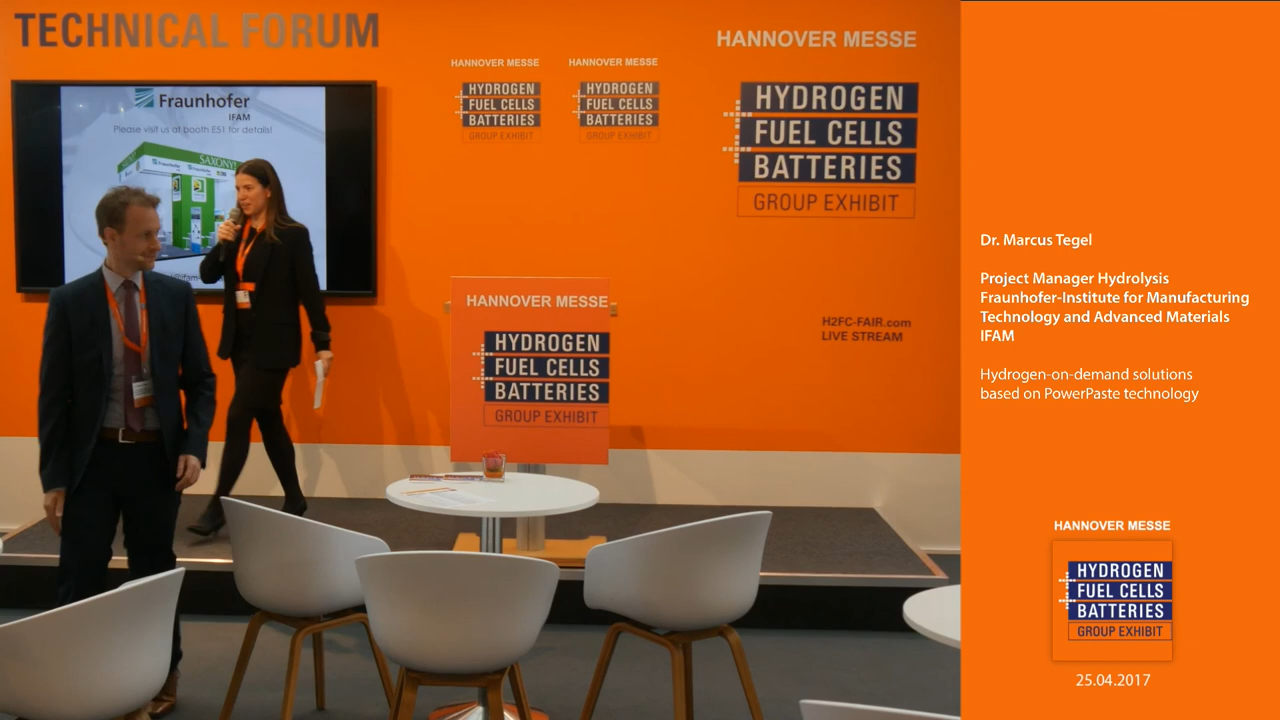 TECHNICAL FORUM
Fraunhofer
IFAM
Please visit us at booth E51 for details!
SAXONY!
Fraunhofer
HANNOVER MESSE
HYDROGEN
FUEL CELLS
BATTERIES
GROUP EXHIBIT
HANNOVER MESSE
HYDROGEN
FUEL CELLS
BATTERIES
GROUP EXHIBIT
HANNOVER MESSE
HYDROGEN
FUEL CELLS
BATTERIES
GROUP EXHIBIT
HANNOVER MESSE
HYDROGEN
FUEL CELLS
BATTERIES
GROUP EXHIBIT
H2FC-FAIR.com
LIVE STREAM
Dr. Marcus Tegel
Project Manager Hydrolysis
Fraunhofer-Institute for Manufacturing
Technology and Advanced Materials
IFAM
Hydrogen-on-demand solutions
based on PowerPaste technology
HANNOVER MESSE
HYDROGEN
FUEL CELLS
BATTERIES
GROUP EXHIBIT
25.04.2017